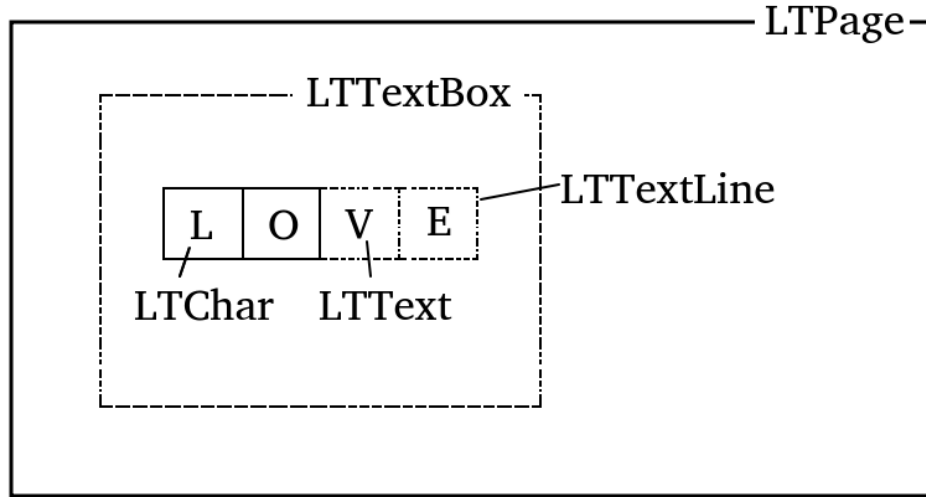 LTPage
LTTextBox
LTTextLine
L O V E
LTChar LTText